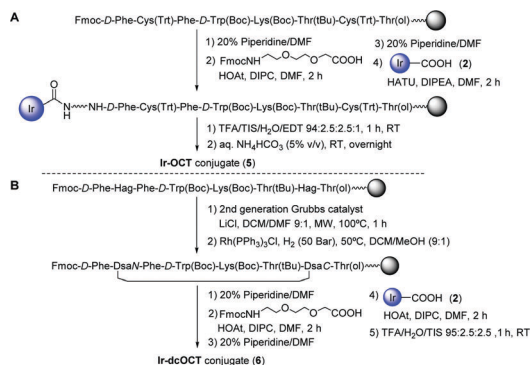 A
Fmoc-D-Phe-Cys(Trt)-Phe-D-Trp(Boc)-Lys(Boc)-Thr(tBu)-Cys(Trt)-Thr(ol)
1) 20% Piperidine/DMF
2) FmocHN O O COOH
HOAt, DIPC, DMF, 2 h
3) 20% Piperidine/DMF
4) Ir COOH (2)
HATU, DIPEA, DMF, 2 h
Ir O N H NH-D-Phe-Cys(Trt)-Phe-D-Trp(Boc)-Lys(Boc)-Thr(tBu)-Cys(Trt)-Thr(ol)
1) TFA/TIS/H₂O/EDT 94:2.5:2.5:1, 1 h, RT
2) aq. NH₄HCO₃ (5% v/v), RT, overnight
Ir-OCT conjugate (5)
B
Fmoc-D-Phe-Hag-Phe-D-Trp(Boc)-Lys(Boc)-Thr(tBu)-Hag-Thr(ol)
1) 2nd generation Grubbs catalyst
LiCl, DCM/DMF 9:1, MW, 100ºC, 1 h
2) Rh(PPh₃)₃Cl, H₂ (50 Bar), 50ºC, DCM/MeOH (9:1)
Fmoc-D-Phe-DsaN-Phe-D-Trp(Boc)-Lys(Boc)-Thr(tBu)-DsaC-Thr(ol)
1) 20% Piperidine/DMF
2) FmocHN O O COOH
HOAt, DIPC, DMF, 2 h
3) 20% Piperidine/DMF
4) Ir COOH (2)
HOAt, DIPC, DMF, 2 h
5) TFA/H₂O/TIS 95:2.5:2.5 ,1 h, RT
Ir-dcOCT conjugate (6)